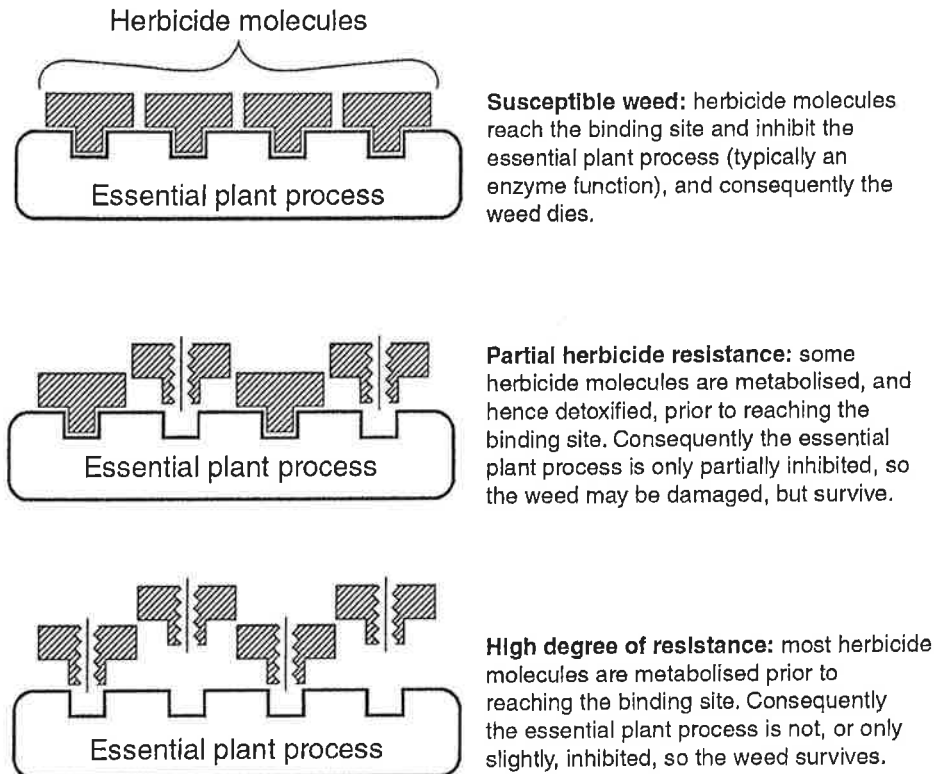 Herbicide molecules
Essential plant process
Susceptible weed: herbicide molecules
reach the binding site and inhibit the
essential plant process (typically an
enzyme function), and consequently the
weed dies.
Essential plant process
Partial herbicide resistance: some
herbicide molecules are metabolised, and
hence detoxified, prior to reaching the
binding site. Consequently the essential
plant process is only partially inhibited, so
the weed may be damaged, but survive.
Essential plant process
High degree of resistance: most herbicide
molecules are metabolised prior to
reaching the binding site. Consequently
the essential plant process is not, or only
slightly, inhibited, so the weed survives.